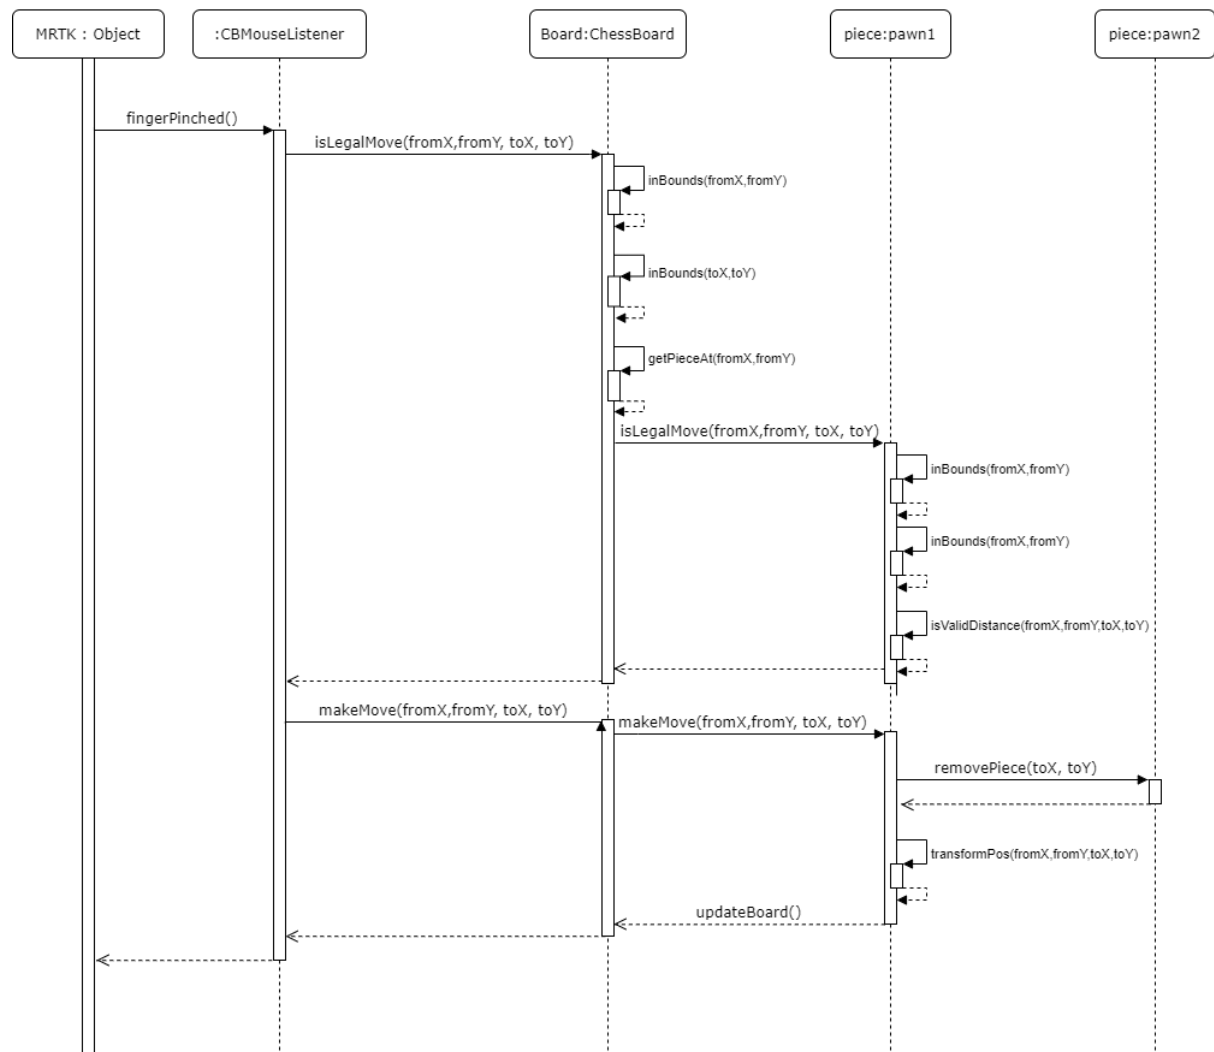 MRTK : Object
:CBMouseListener
Board:ChessBoard
piece:pawn1
piece:pawn2
fingerPinched()
isLegalMove(fromX,fromY, toX, toY)
inBounds(fromX,fromY)
inBounds(toX,toY)
getPieceAt(fromX,fromY)
isLegalMove(fromX,fromY, toX, toY)
inBounds(fromX,fromY)
inBounds(fromX,fromY)
isValidDistance(fromX,fromY,toX,toY)
makeMove(fromX,fromY, toX, toY)
makeMove(fromX,fromY, toX, toY)
removePiece(toX, toY)
transformPos(fromX,fromY,toX,toY)
updateBoard()